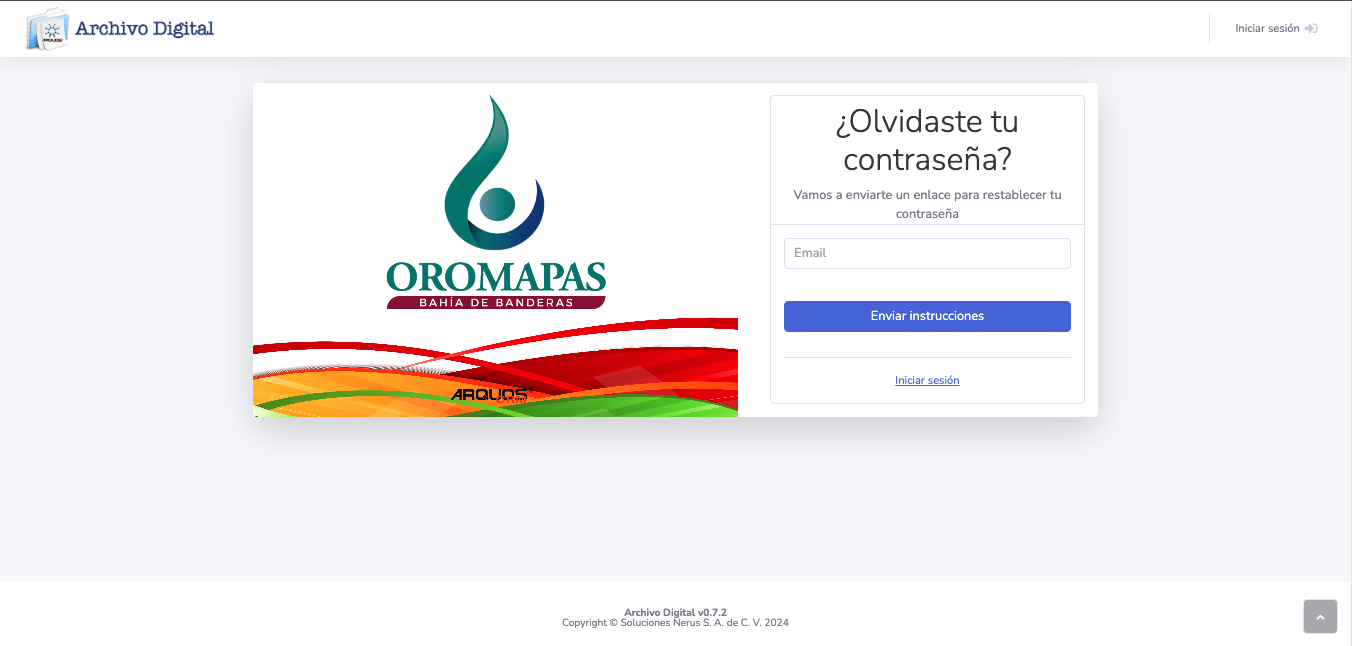 Archivo Digital
Iniciar sesión
OROMAPAS
BAHÍA DE BANDERAS
ARQUOS
¿Olvidaste tu
contraseña?
Vamos a enviarte un enlace para restablecer tu
contraseña
Email
Enviar instrucciones
Iniciar sesión
Archivo Digital v0.7.2
Copyright © Soluciones Nerus S. A. de C. V. 2024